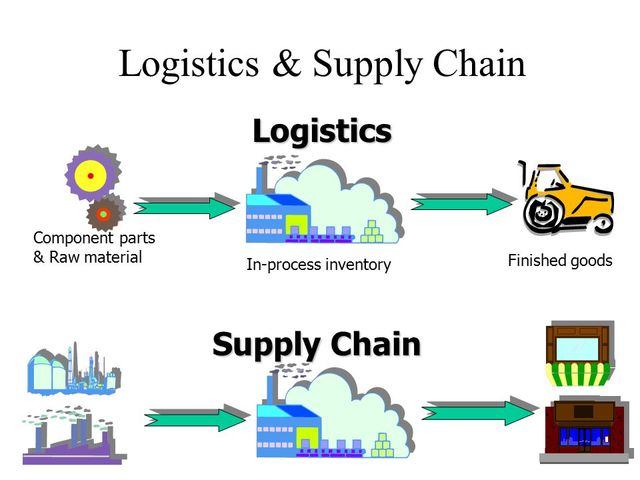 Logistics & Supply Chain
Logistics
Component parts
& Raw material
In-process inventory
Finished goods
Supply Chain